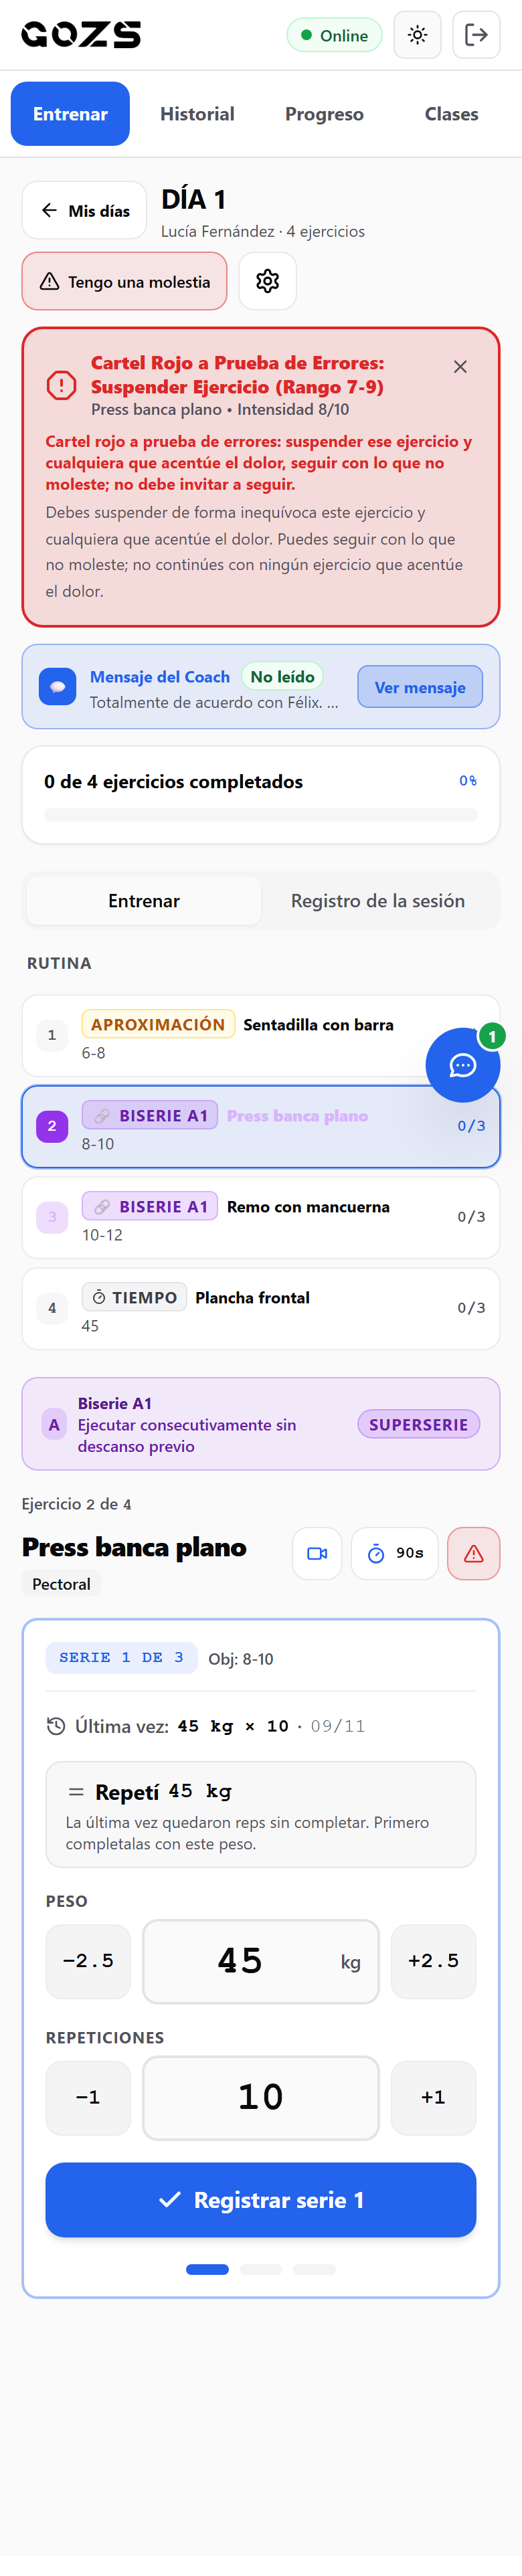 GOZS
Online
Entrenar Historial Progreso Clases
← Mis días
DÍA 1
Lucía Fernández · 4 ejercicios
Tengo una molestia
Cartel Rojo a Prueba de Errores:
Suspender Ejercicio (Rango 7-9)
Press banca plano • Intensidad 8/10
Cartel rojo a prueba de errores: suspender ese ejercicio y
cualquiera que acentúe el dolor, seguir con lo que no
moleste; no debe invitar a seguir.
Debes suspender de forma inequívoca este ejercicio y
cualquiera que acentúe el dolor. Puedes seguir con lo que
no moleste; no continúes con ningún ejercicio que acentúe
el dolor.
Mensaje del Coach No leído
Totalmente de acuerdo con Félix. ...
Ver mensaje
0 de 4 ejercicios completados 0%
Entrenar Registro de la sesión
RUTINA
1 APROXIMACIÓN Sentadilla con barra
6-8
1
2 BISERIE A1 Press banca plano 0/3
8-10
3 BISERIE A1 Remo con mancuerna 0/3
10-12
4 TIEMPO Plancha frontal 0/3
45
A Biserie A1
Ejecutar consecutivamente sin
descanso previo
SUPERSERIE
Ejercicio 2 de 4
Press banca plano
90s
Pectoral
SERIE 1 DE 3 Obj: 8-10
Última vez: 45 kg × 10 · 09/11
= Repetí 45 kg
La última vez quedaron reps sin completar. Primero
completalas con este peso.
PESO
−2.5 45 kg +2.5
REPETICIONES
−1 10 +1
Registrar serie 1